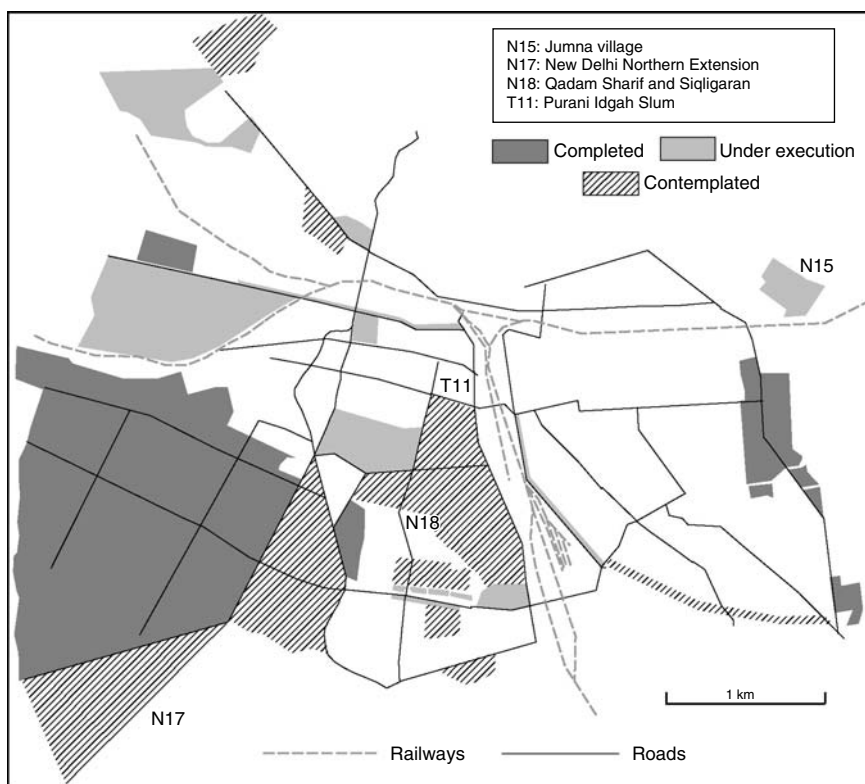 N15: Jumna village
N17: New Delhi Northern Extension
N18: Qadam Sharif and Siqligaran
T11: Purani Idgah Slum
Completed
Under execution
Contemplated
N15
T11
N18
1 km
N17
Railways
Roads